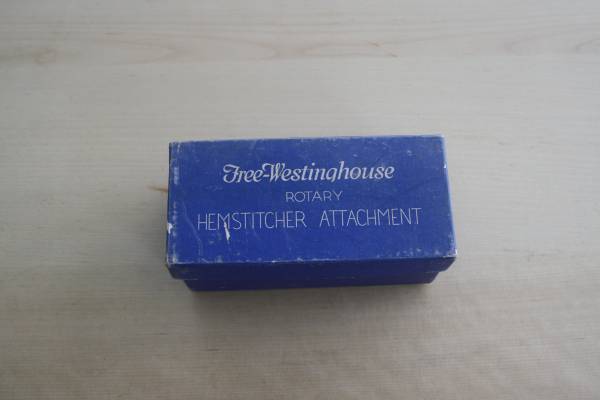 Free-Westinghouse
ROTARY
HEMSTITCHER ATTACHMENT